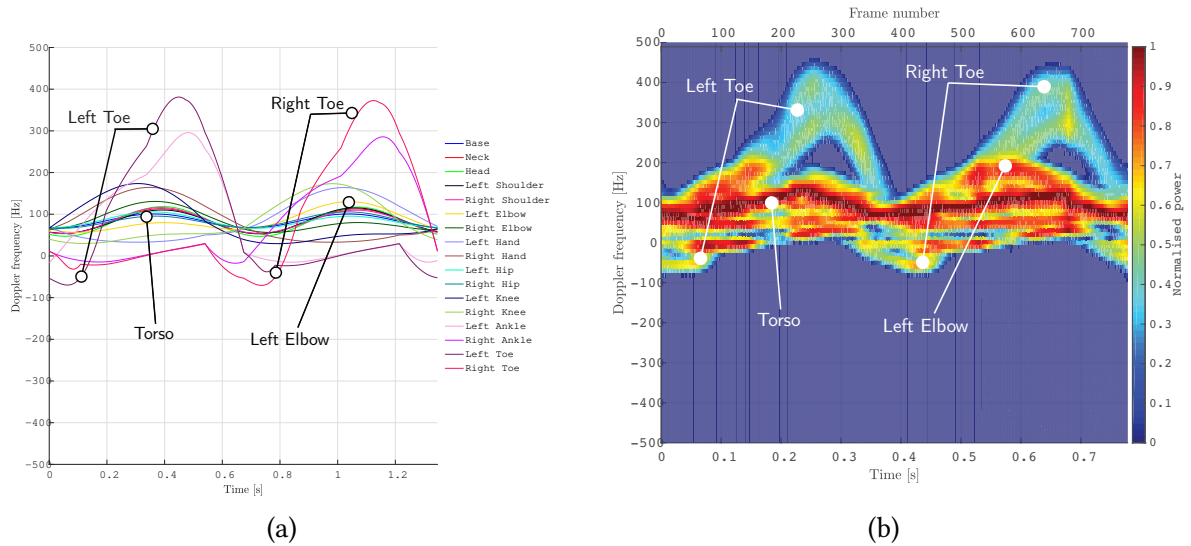 500
400
300
200
100
0
-100
-200
-300
-400
-500
0
0.2
0.4
0.6
0.8
1
1.2
Doppler frequency [Hz]
Time [s]
Left Toe
Right Toe
Torso
Left Elbow
Base
Neck
Head
Left Shoulder
Right Shoulder
Left Elbow
Right Elbow
Left Hand
Right Hand
Left Hip
Right Hip
Left Knee
Right Knee
Left Ankle
Right Ankle
Left Toe
Right Toe
(a)
Frame number
0 100 200 300 400 500 600 700
500
400
300
200
100
0
-100
-200
-300
-400
-500
0 0.1 0.2 0.3 0.4 0.5 0.6 0.7
Doppler frequency [Hz]
Time [s]
Left Toe
Right Toe
Torso
Left Elbow
1
0.9
0.8
0.7
0.6
0.5
0.4
0.3
0.2
0.1
0
Normalised power
(b)